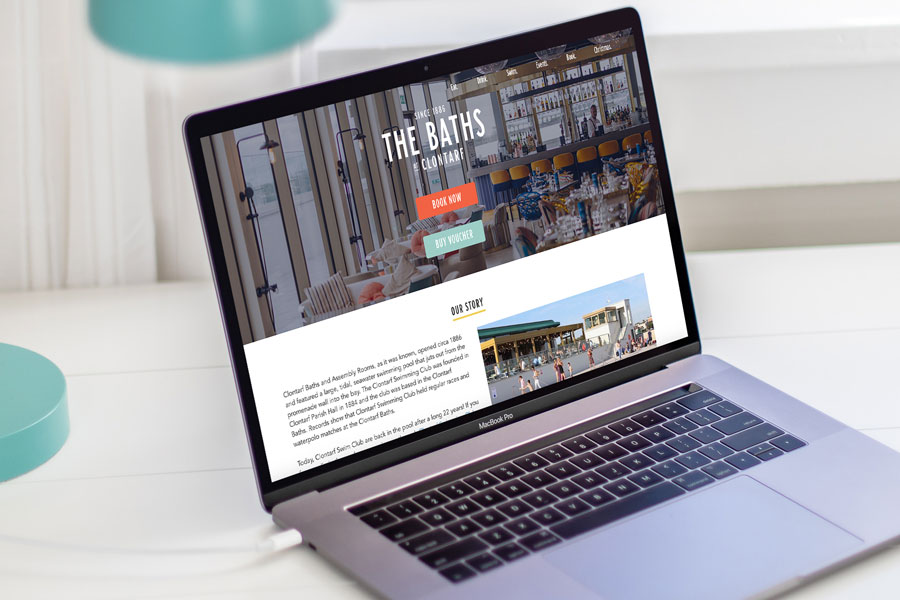 Eat. Drink. Swim. Events. Book. Christmas.
SINCE 1886
THE BATHS
AT CLONTARF
BOOK NOW
BUY VOUCHER
OUR STORY
Clontarf Baths and Assembly Rooms, as it was known, opened circa 1886
and featured a large, tidal, seawater swimming pool that juts out from the
promenade wall into the bay. The Clontarf Swimming Club was founded in
Clontarf Parish Hall in 1884 and the club was based in the Clontarf
Baths. Records show that Clontarf Swimming Club held regular races and
waterpolo matches at the Clontarf Baths.
Today, Clontarf Swim Club are back in the pool after a long 22 years! If you
MacBook Pro